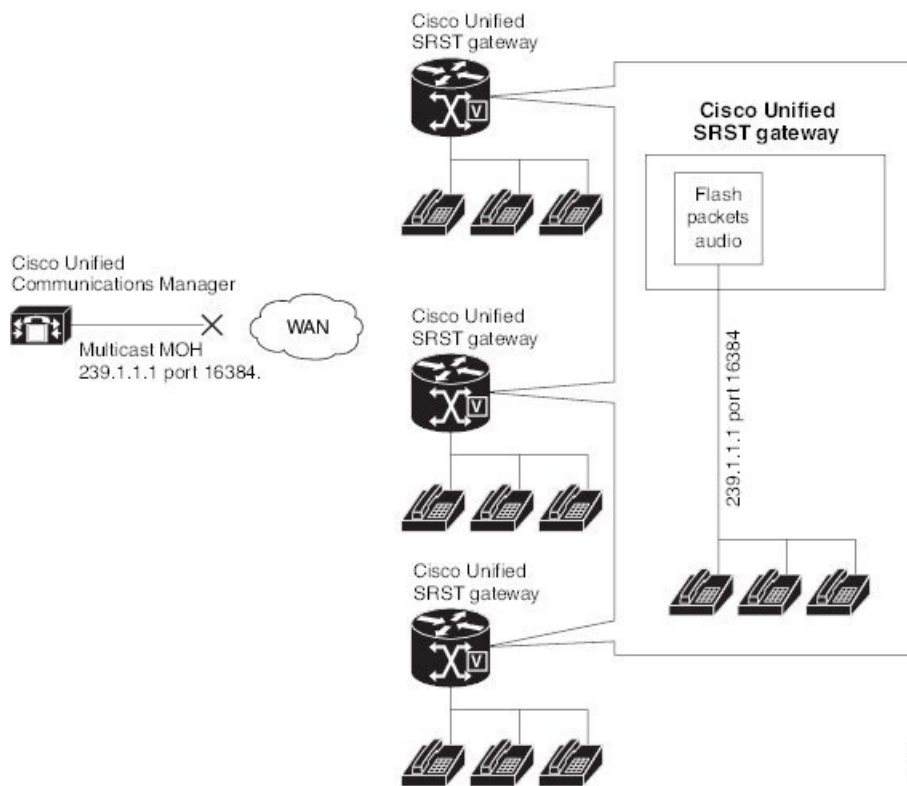 Cisco Unified
SRST gateway
V
Cisco Unified
SRST gateway
Flash
packets
audio
Cisco Unified
Communications Manager
WAN
Multicast MOH
239.1.1.1 port 16384.
Cisco Unified
SRST gateway
V
239.1.1.1 port 16384
Cisco Unified
SRST gateway
V